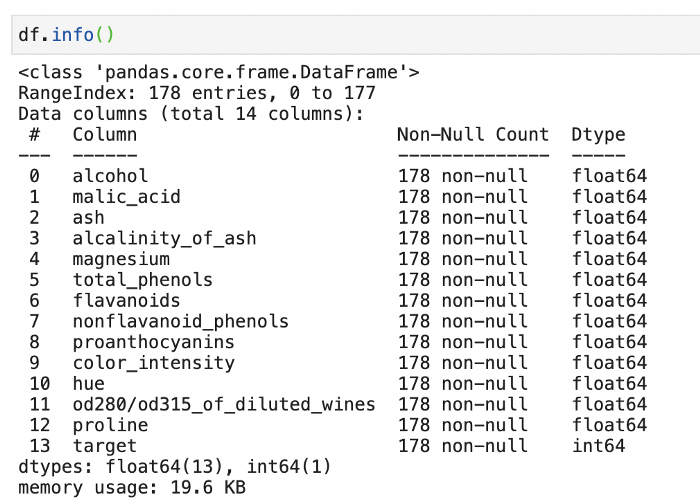 df.info()
<class 'pandas.core.frame.DataFrame'>
RangeIndex: 178 entries, 0 to 177
Data columns (total 14 columns):
 #   Column                        Non-Null Count  Dtype
---  ------                        --------------  -----
 0   alcohol                       178 non-null    float64
 1   malic_acid                    178 non-null    float64
 2   ash                           178 non-null    float64
 3   alcalinity_of_ash             178 non-null    float64
 4   magnesium                     178 non-null    float64
 5   total_phenols                 178 non-null    float64
 6   flavanoids                    178 non-null    float64
 7   nonflavanoid_phenols          178 non-null    float64
 8   proanthocyanins               178 non-null    float64
 9   color_intensity               178 non-null    float64
 10  hue                           178 non-null    float64
 11  od280/od315_of_diluted_wines  178 non-null    float64
 12  proline                       178 non-null    float64
 13  target                        178 non-null    int64
dtypes: float64(13), int64(1)
memory usage: 19.6 KB